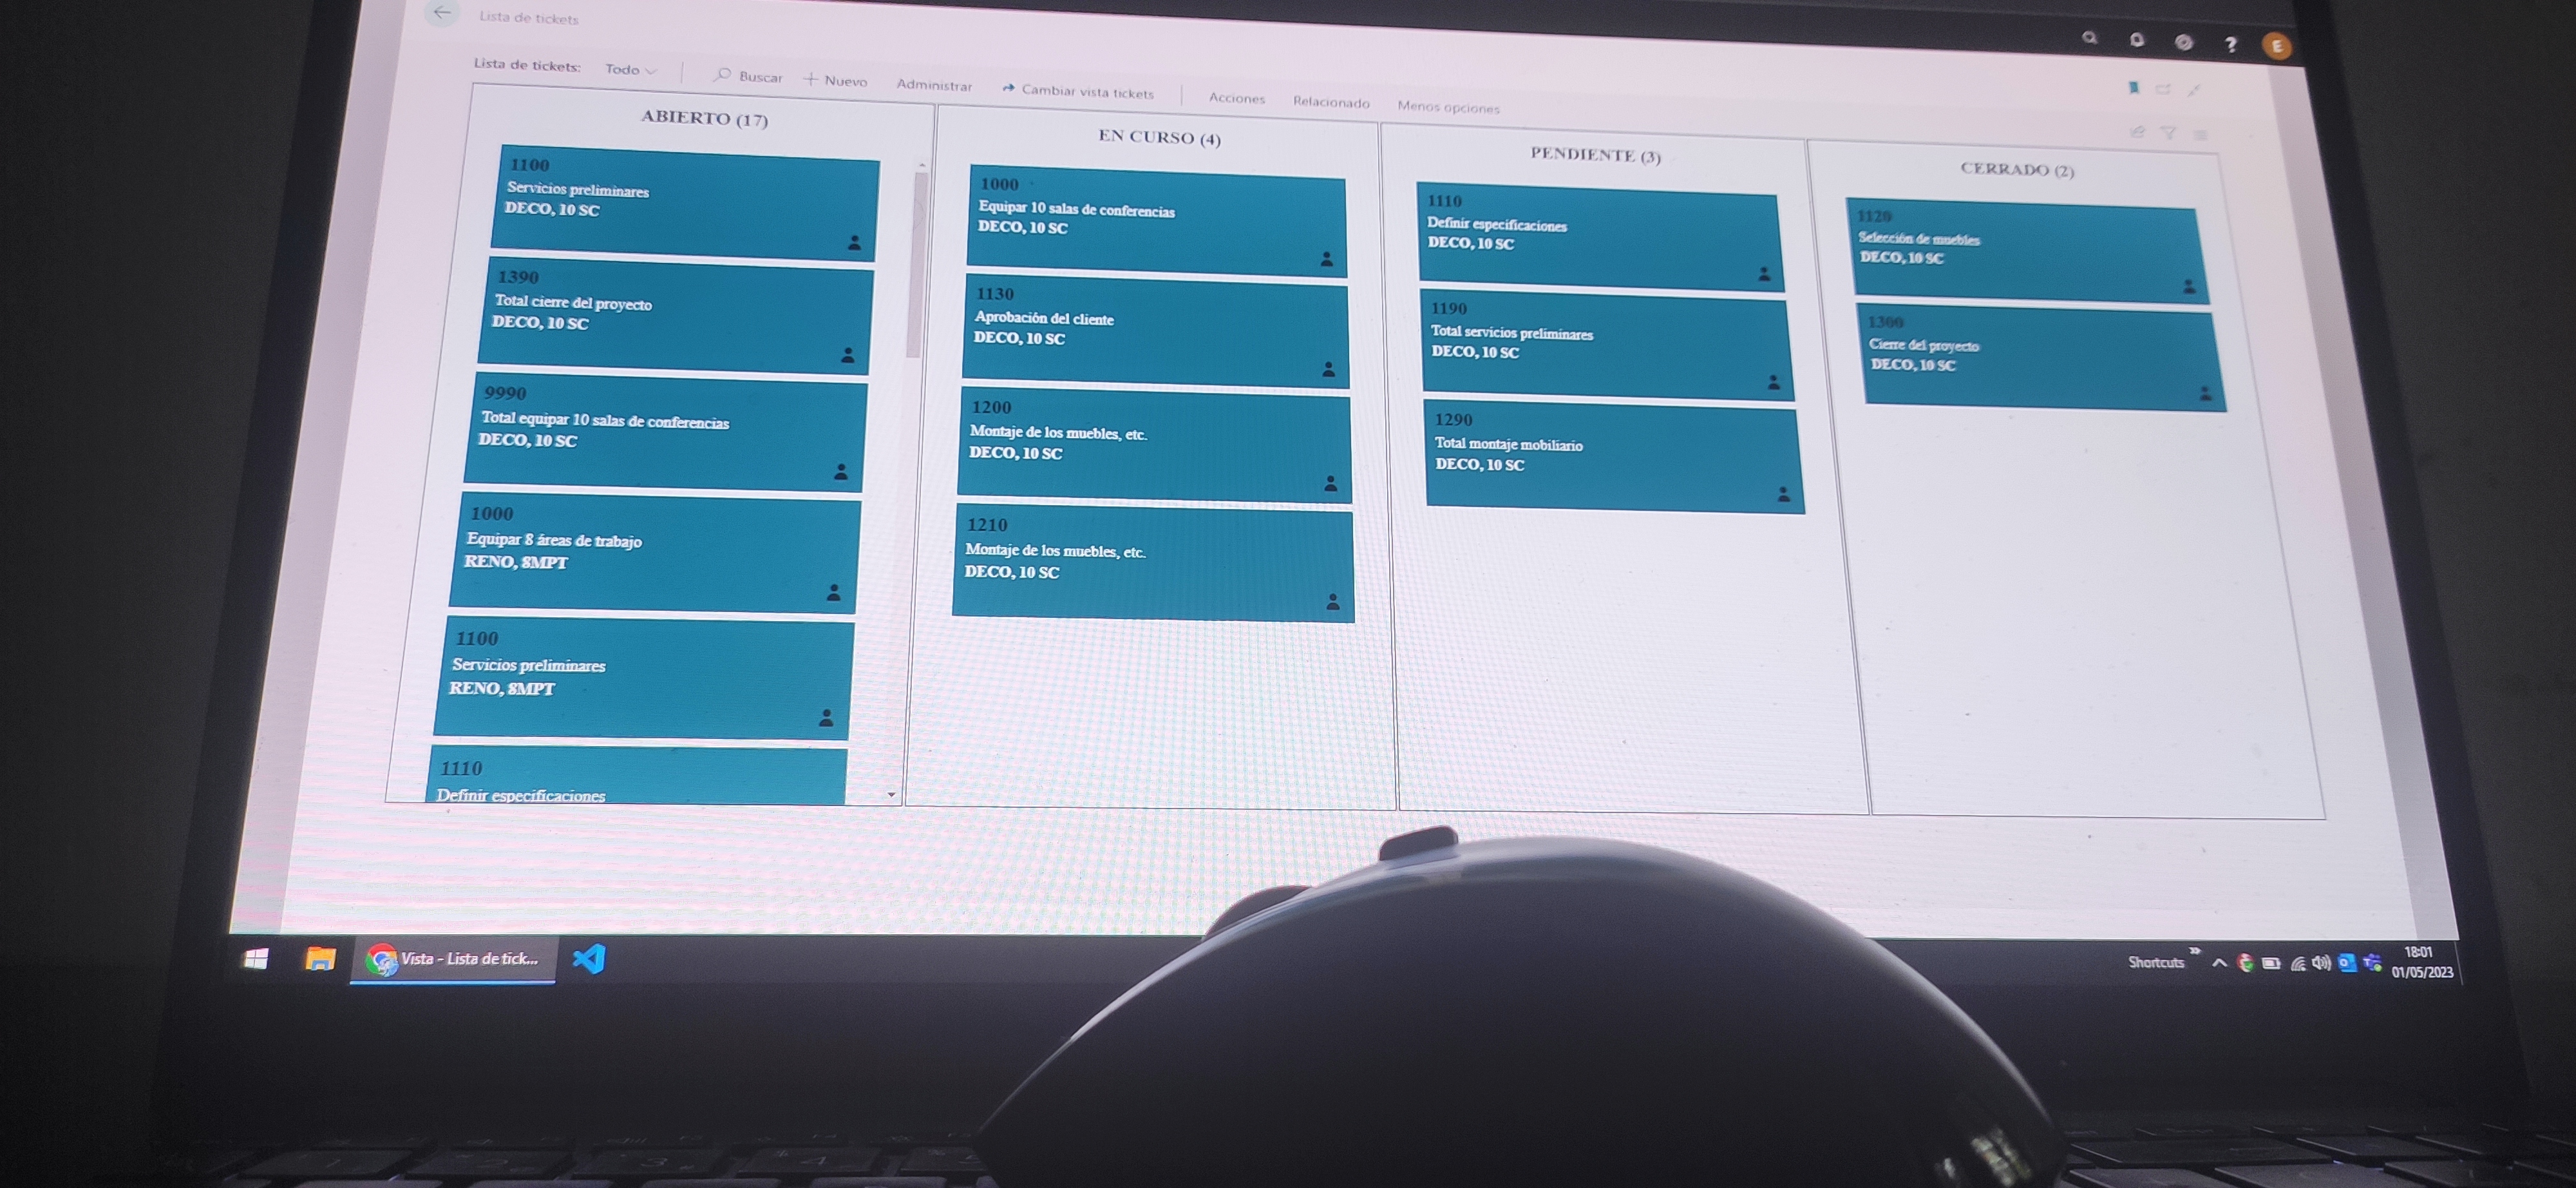 Lista de tickets
E
Lista de tickets: Todo Buscar Nuevo Administrar Cambiar vista tickets Acciones Relacionado Menos opciones
ABIERTO (17)
1100
Servicios preliminares
DECO, 10 SC
1390
Total cierre del proyecto
DECO, 10 SC
9990
Total equipar 10 salas de conferencias
DECO, 10 SC
1000
Equipar 8 áreas de trabajo
RENO, 8MPT
1100
Servicios preliminares
RENO, 8MPT
1110
Definir especificaciones
EN CURSO (4)
1000
Equipar 10 salas de conferencias
DECO, 10 SC
1130
Aprobación del cliente
DECO, 10 SC
1200
Montaje de los muebles, etc.
DECO, 10 SC
1210
Montaje de los muebles, etc.
DECO, 10 SC
PENDIENTE (3)
1110
Definir especificaciones
DECO, 10 SC
1190
Total servicios preliminares
DECO, 10 SC
1290
Total montaje mobiliario
DECO, 10 SC
CERRADO (2)
1120
Selección de muebles
DECO, 10 SC
1300
Cierre del proyecto
DECO, 10 SC
Vista - Lista de tick...
Shortcuts
18:01
01/05/2023